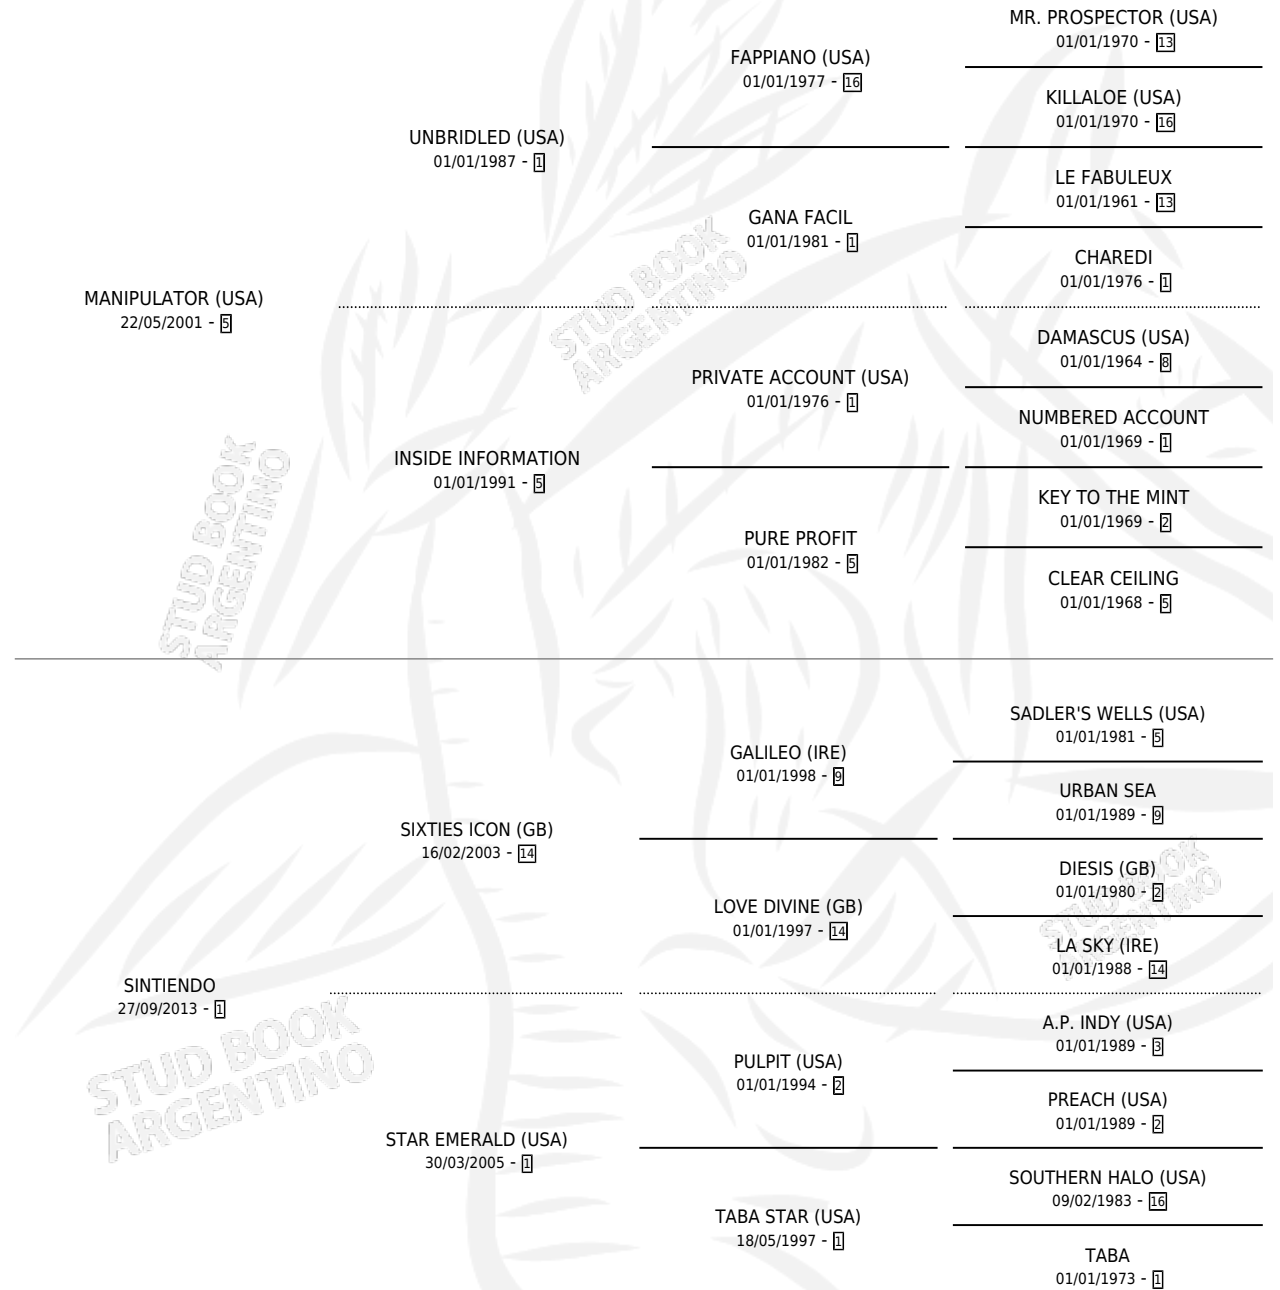 MR. PROSPECTOR (USA)
01/01/1970 - 13
FAPPIANO (USA)
01/01/1977 - 16
KILLALOE (USA)
01/01/1970 - 16
UNBRIDLED (USA)
01/01/1987 - 1
LE FABULEUX
01/01/1961 - 13
GANA FACIL
01/01/1981 - 1
CHAREDI
01/01/1976 - 1
MANIPULATOR (USA)
22/05/2001 - 5
DAMASCUS (USA)
01/01/1964 - 8
PRIVATE ACCOUNT (USA)
01/01/1976 - 1
NUMBERED ACCOUNT
01/01/1969 - 1
INSIDE INFORMATION
01/01/1991 - 5
KEY TO THE MINT
01/01/1969 - 2
PURE PROFIT
01/01/1982 - 5
CLEAR CEILING
01/01/1968 - 5
STUD BOOK
ARGENTINO
STUD BOOK
ARGENTINO
SADLER'S WELLS (USA)
01/01/1981 - 5
GALILEO (IRE)
01/01/1998 - 9
URBAN SEA
01/01/1989 - 9
SIXTIES ICON (GB)
16/02/2003 - 14
DIESIS (GB)
01/01/1980 - 2
LOVE DIVINE (GB)
01/01/1997 - 14
LA SKY (IRE)
01/01/1988 - 14
STUD BOOK
ARGENTINO
SINTIENDO
27/09/2013 - 1
A.P. INDY (USA)
01/01/1989 - 3
PULPIT (USA)
01/01/1994 - 2
PREACH (USA)
01/01/1989 - 2
STAR EMERALD (USA)
30/03/2005 - 1
SOUTHERN HALO (USA)
09/02/1983 - 16
TABA STAR (USA)
18/05/1997 - 1
TABA
01/01/1973 - 1
STUD BOOK
ARGENTINO